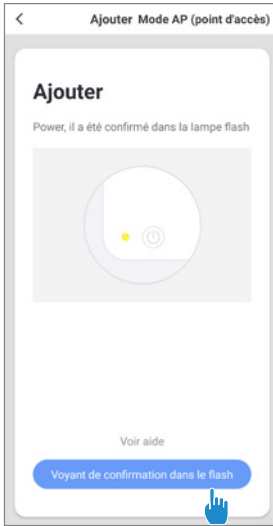 Ajouter Mode AP (point d'accès)
Ajouter
Power, il a été confirmé dans la lampe flash
Voir aide
Voyant de confirmation dans le flash